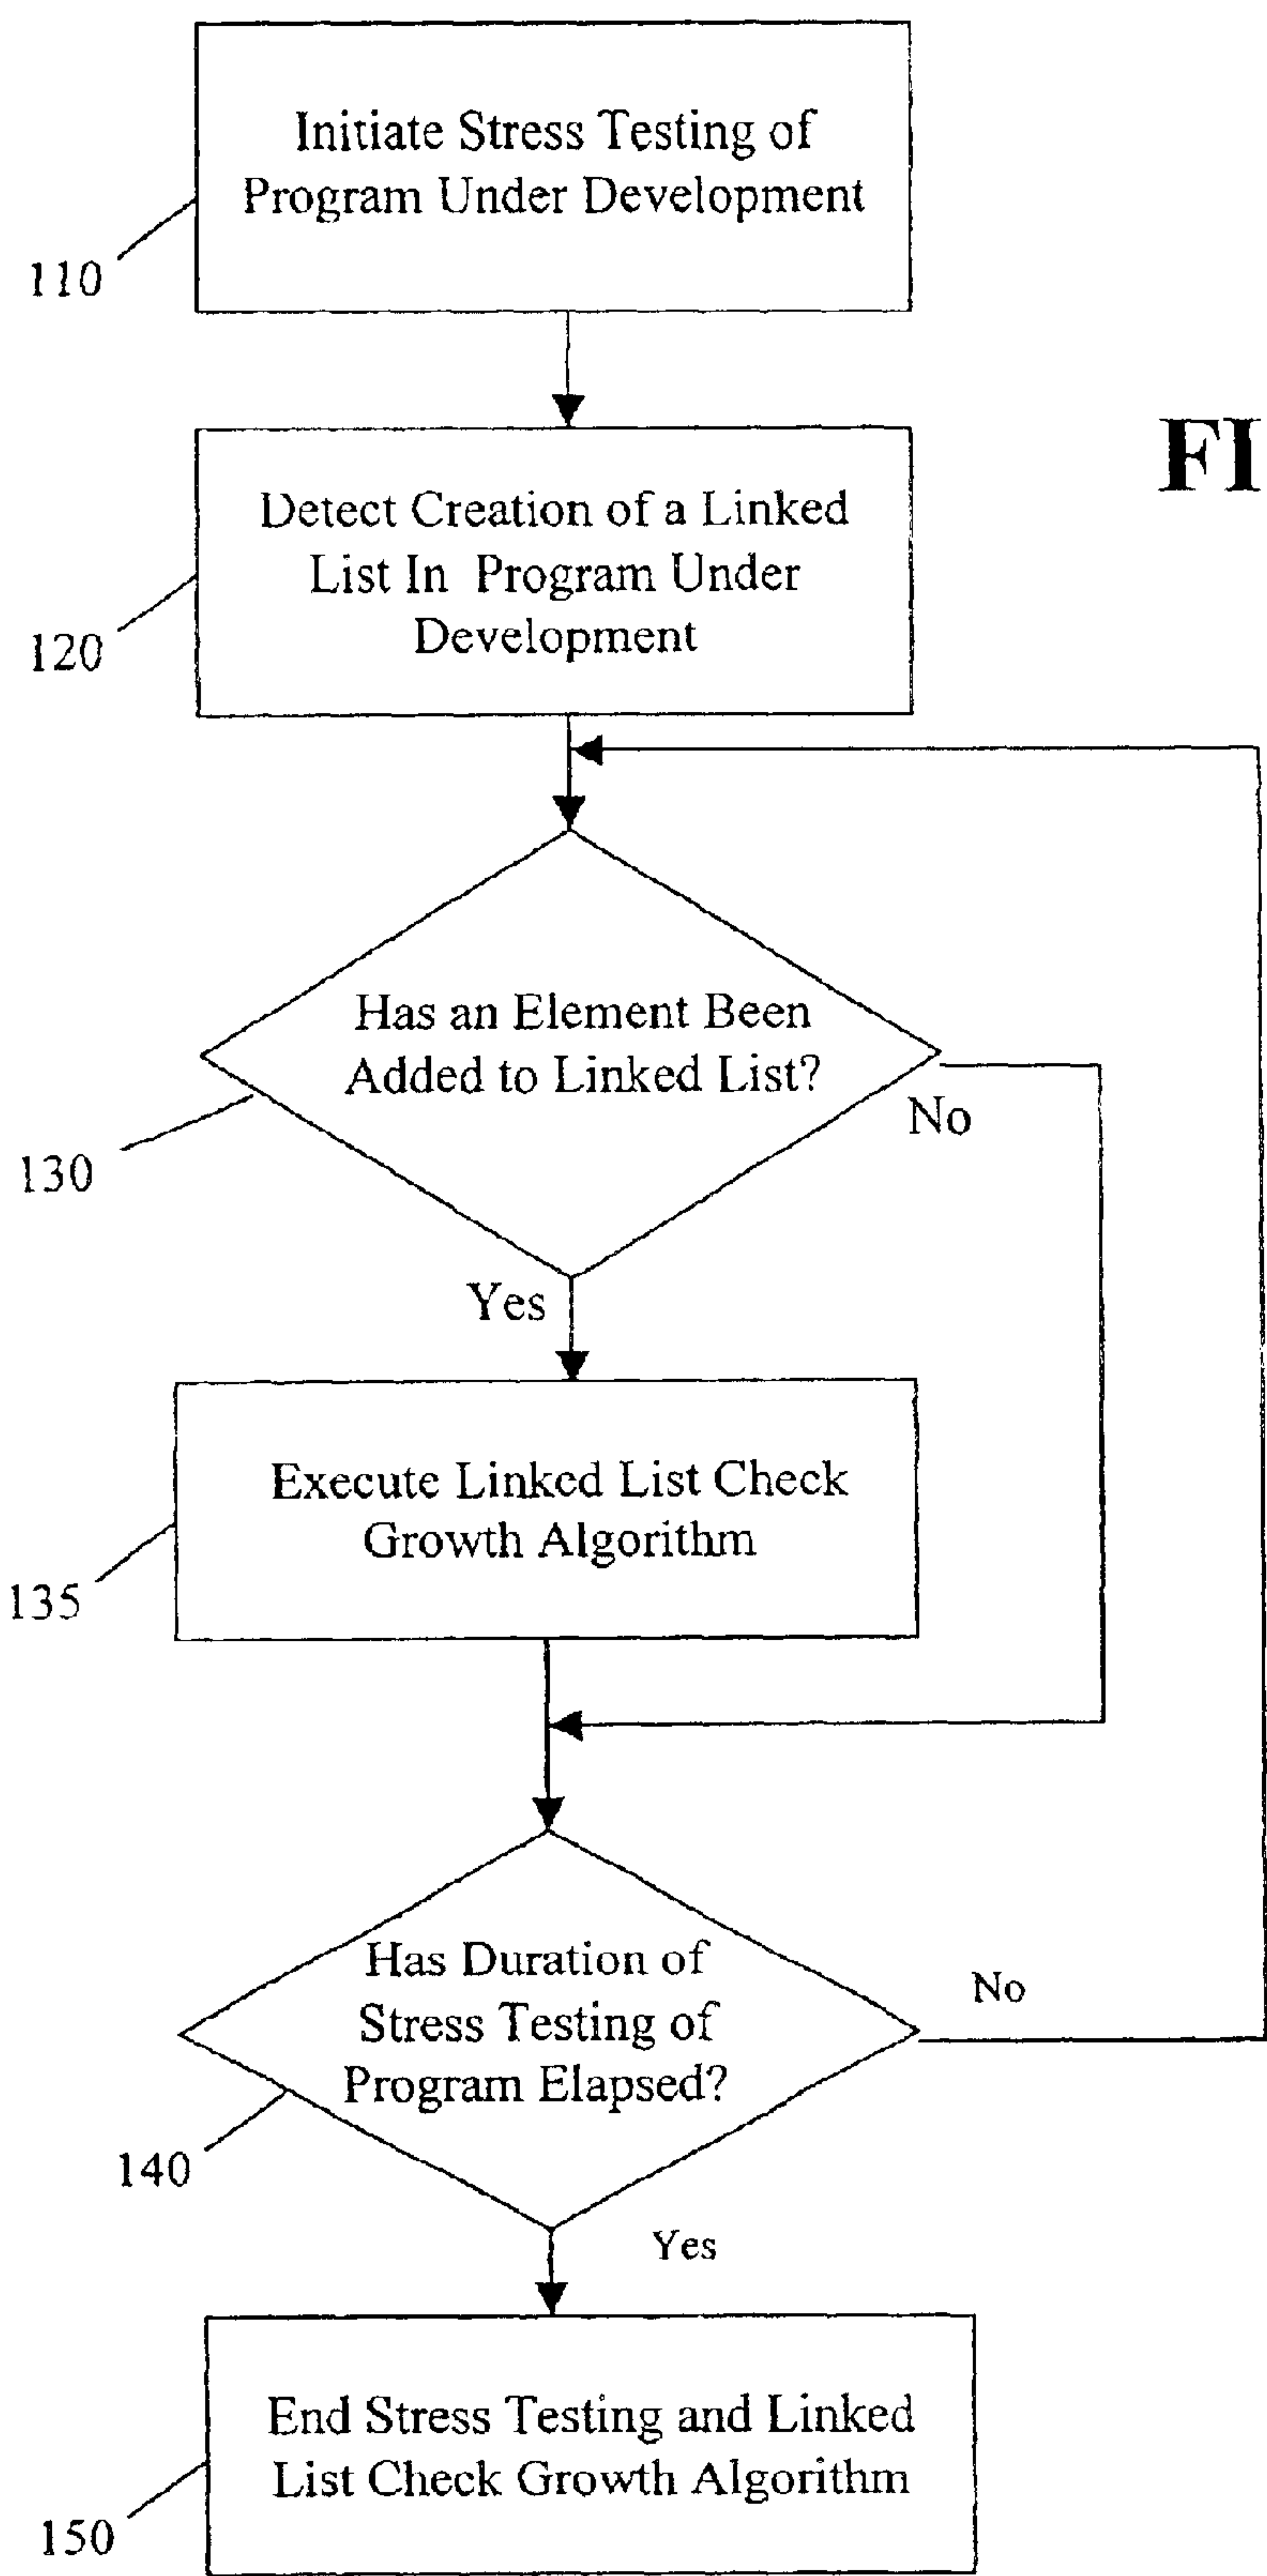 Initiate Stress Testing of
Program Under Development
110
FI
Detect Creation of a Linked
List In Program Under
Development
120
Has an Element Been
Added to Linked List?
No
130
Yes
Execute Linked List Check
Growth Algorithm
135
Has Duration of
Stress Testing of
Program Elapsed?
No
140
Yes
End Stress Testing and Linked
List Check Growth Algorithm
150